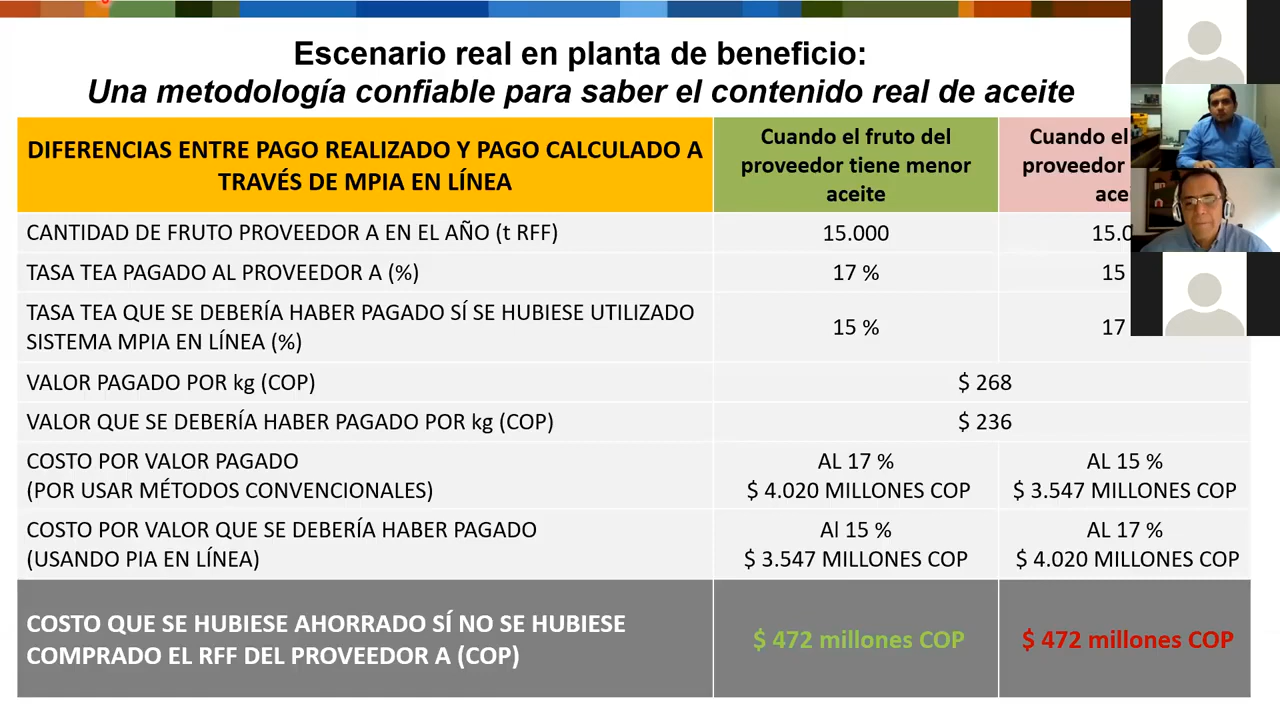 Escenario real en planta de beneficio:
Una metodología confiable para saber el contenido real de aceite
DIFERENCIAS ENTRE PAGO REALIZADO Y PAGO CALCULADO A
TRAVÉS DE MPIA EN LÍNEA
Cuando el fruto del
proveedor tiene menor
aceite
Cuando el
proveedor
CANTIDAD DE FRUTO PROVEEDOR A EN EL AÑO (t RFF)
15.000
TASA TEA PAGADO AL PROVEEDOR A (%)
17 %
15
TASA TEA QUE SE DEBERÍA HABER PAGADO SÍ SE HUBIESE UTILIZADO
SISTEMA MPIA EN LÍNEA (%)
15 %
17
VALOR PAGADO POR kg (COP)
$ 268
VALOR QUE SE DEBERÍA HABER PAGADO POR kg (COP)
$ 236
COSTO POR VALOR PAGADO
(POR USAR MÉTODOS CONVENCIONALES)
AL 17 %
$ 4.020 MILLONES COP
AL 15 %
$ 3.547 MILLONES COP
COSTO POR VALOR QUE SE DEBERÍA HABER PAGADO
(USANDO PIA EN LÍNEA)
Al 15 %
$ 3.547 MILLONES COP
AL 17 %
$ 4.020 MILLONES COP
COSTO QUE SE HUBIESE AHORRADO SÍ NO SE HUBIESE
COMPRADO EL RFF DEL PROVEEDOR A (COP)
$ 472 millones COP
$ 472 millones COP